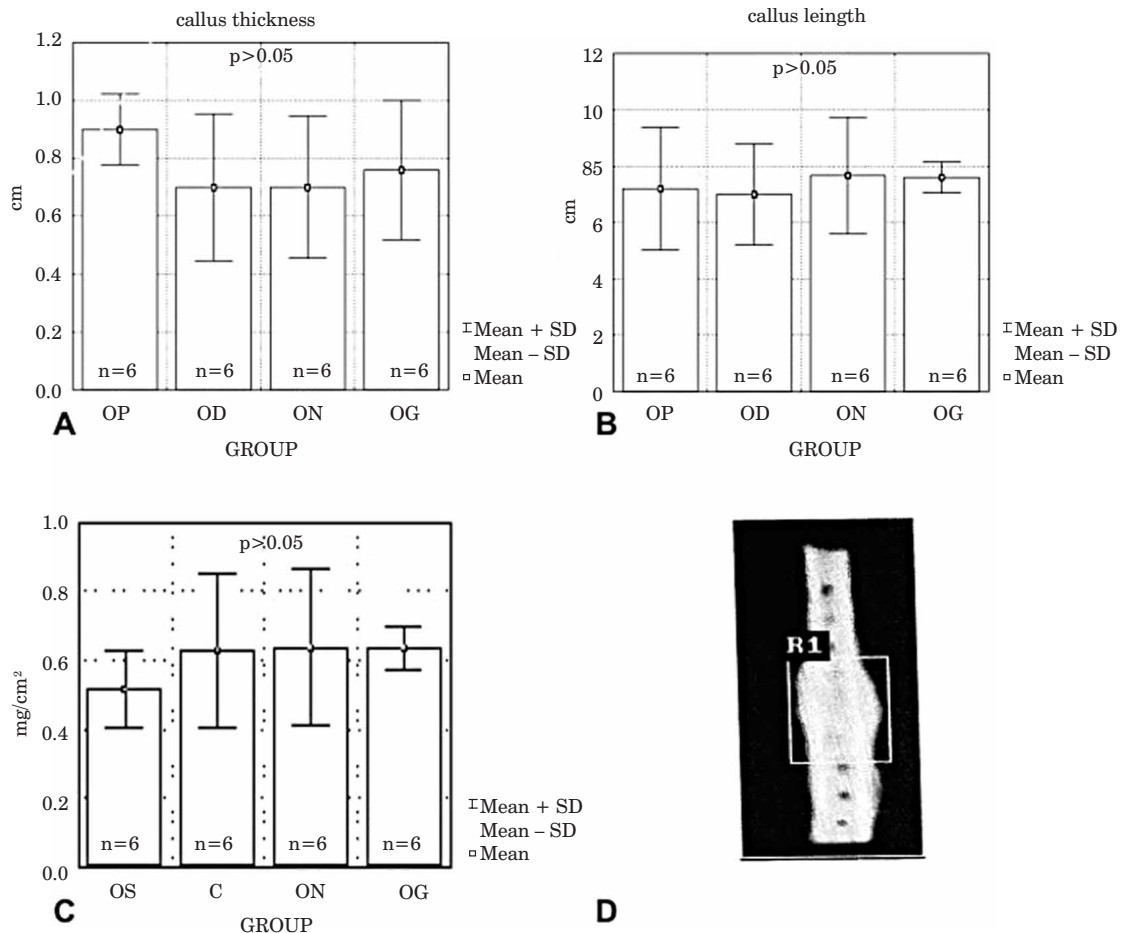 callus thickness
1.2
1.0
0.8
0.6
0.4
0.2
0.0
cm
p>0.05
n=6 n=6 n=6 n=6
OP OD ON OG
GROUP
A
Mean + SD
Mean – SD
Mean
callus leingth
12
10
85
6
4
2
0
cm
p>0.05
n=6 n=6 n=6 n=6
OP OD ON OG
GROUP
B
Mean + SD
Mean – SD
Mean
1.0
0.8
0.6
0.4
0.2
0.0
mg/cm²
p>0.05
n=6 n=6 n=6 n=6
OS C ON OG
GROUP
C
Mean + SD
Mean – SD
Mean
R1
D